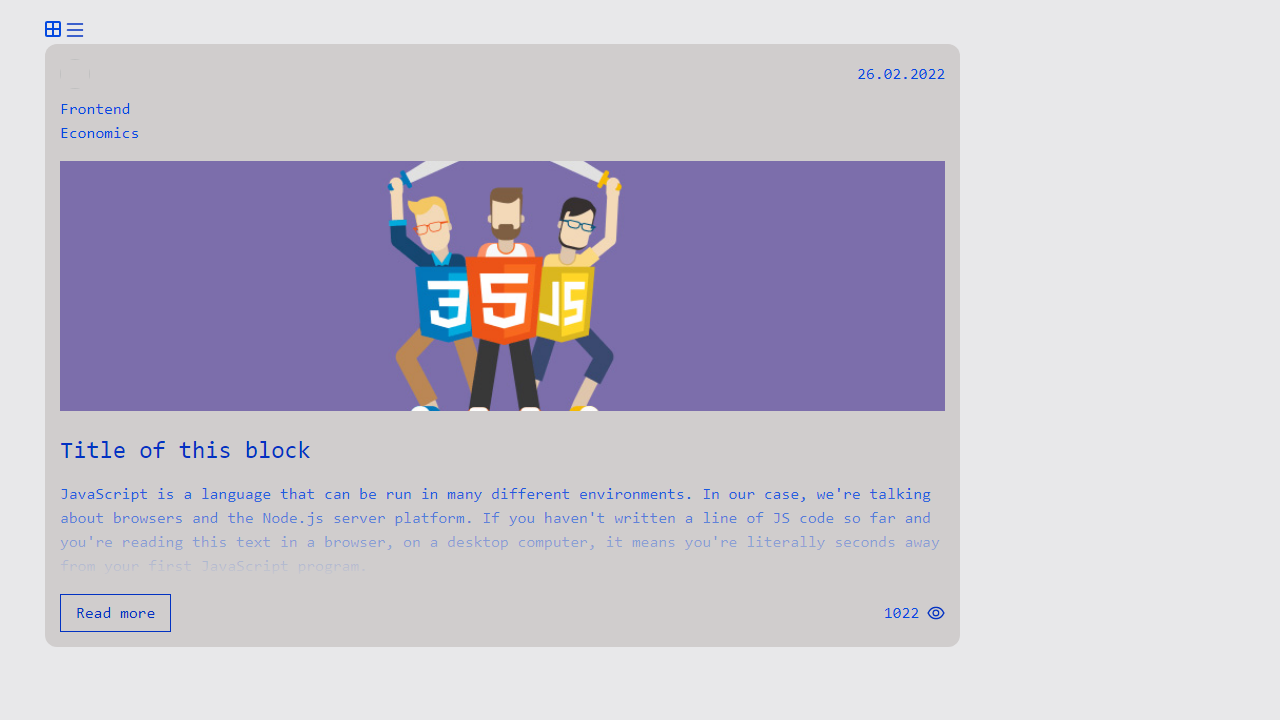 26.02.2022
Frontend
Economics
3 5 JS
Title of this block
JavaScript is a language that can be run in many different environments. In our case, we're talking
about browsers and the Node.js server platform. If you haven't written a line of JS code so far and
you're reading this text in a browser, on a desktop computer, it means you're literally seconds away
from your first JavaScript program.
Read more
1022